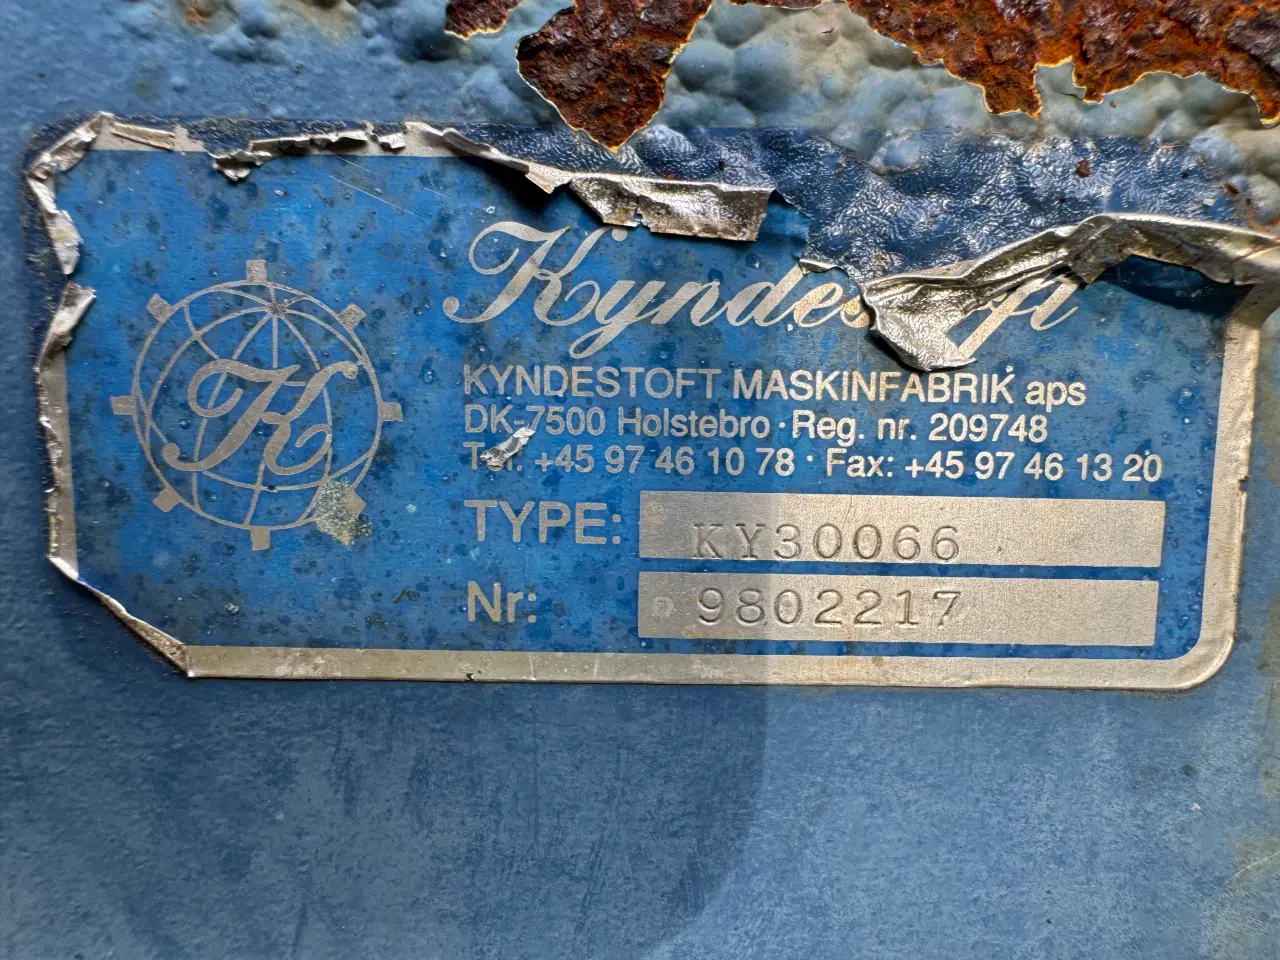 K
KYNDESTOFT MASKINFABRIK aps
DK-7500 Holstebro · Reg. nr. 209748
+45 97 46 10 78 · Fax: +45 97 46 13 20
TYPE: KY30066
Nr: 9802217